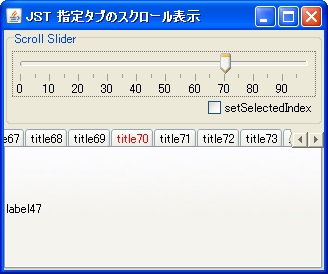 JST 指定タブのスクロール表示
Scroll Slider
0 10 20 30 40 50 60 70 80 90
setSelectedIndex
e67 title68 title69 title70 title71 title72 title73
label47